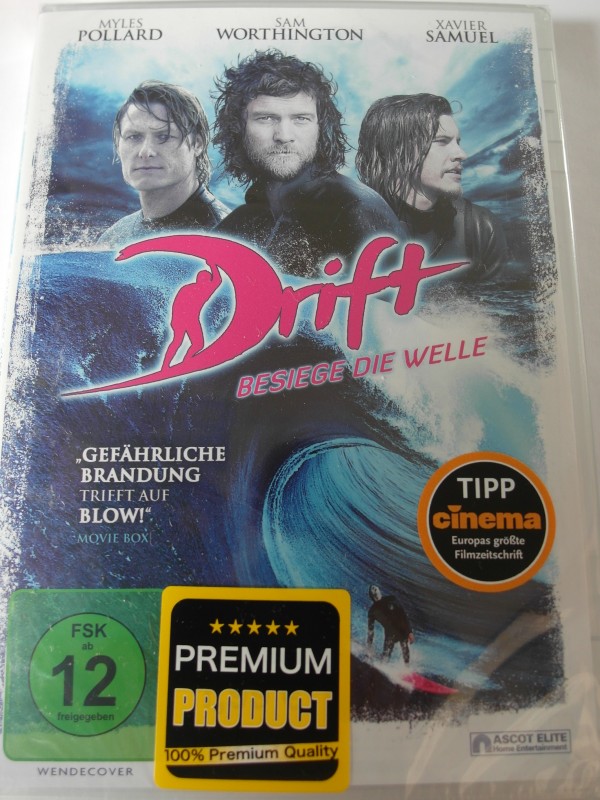 MYLES
POLLARD
SAM
WORTHINGTON
XAVIER
SAMUEL
Drift
BESIEGE DIE WELLE
„GEFÄHRLICHE
BRANDUNG
TRIFFT AUF
BLOW!“
MOVIE BOX
TIPP
cinema
Europas größte
Filmzeitschrift
FSK
ab
12
freigegeben
★★★★★
PREMIUM
PRODUCT
100% Premium Quality
WENDECOVER
ASCOT ELITE
Home Entertainment